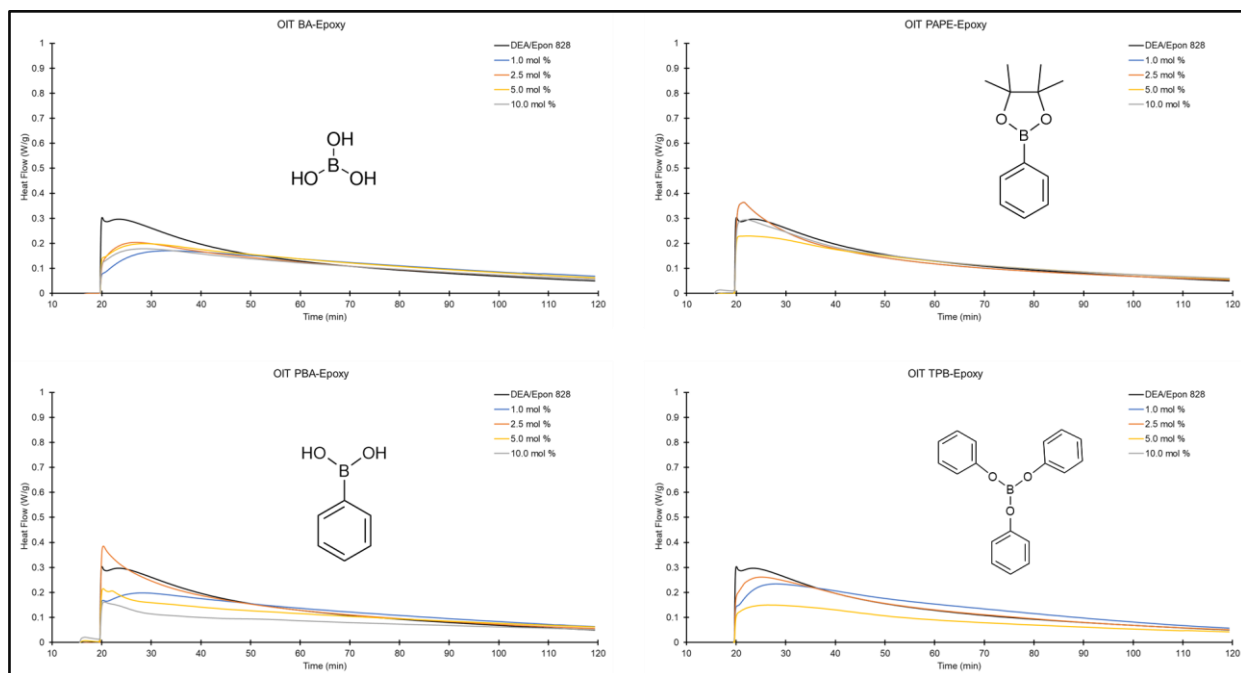 OIT BA-Epoxy
DEA/Epon 828
1.0 mol %
2.5 mol %
5.0 mol %
10.0 mol %
Heat Flow (W/g)
1
0.9
0.8
0.7
0.6
0.5
0.4
0.3
0.2
0.1
0
OH
B
HO OH
10 20 30 40 50 60 70 80 90 100 110 120
Time (min)
OIT PAPE-Epoxy
DEA/Epon 828
1.0 mol %
2.5 mol %
5.0 mol %
10.0 mol %
Heat Flow (W/g)
1
0.9
0.8
0.7
0.6
0.5
0.4
0.3
0.2
0.1
0
O O
B
10 20 30 40 50 60 70 80 90 100 110 120
Time (min)
OIT PBA-Epoxy
DEA/Epon 828
1.0 mol %
2.5 mol %
5.0 mol %
10.0 mol %
Heat Flow (W/g)
1
0.9
0.8
0.7
0.6
0.5
0.4
0.3
0.2
0.1
0
HO OH
B
10 20 30 40 50 60 70 80 90 100 110 120
Time (min)
OIT TPB-Epoxy
DEA/Epon 828
1.0 mol %
2.5 mol %
5.0 mol %
10.0 mol %
Heat Flow (W/g)
1
0.9
0.8
0.7
0.6
0.5
0.4
0.3
0.2
0.1
0
O O
B
O
10 20 30 40 50 60 70 80 90 100 110 120
Time (min)